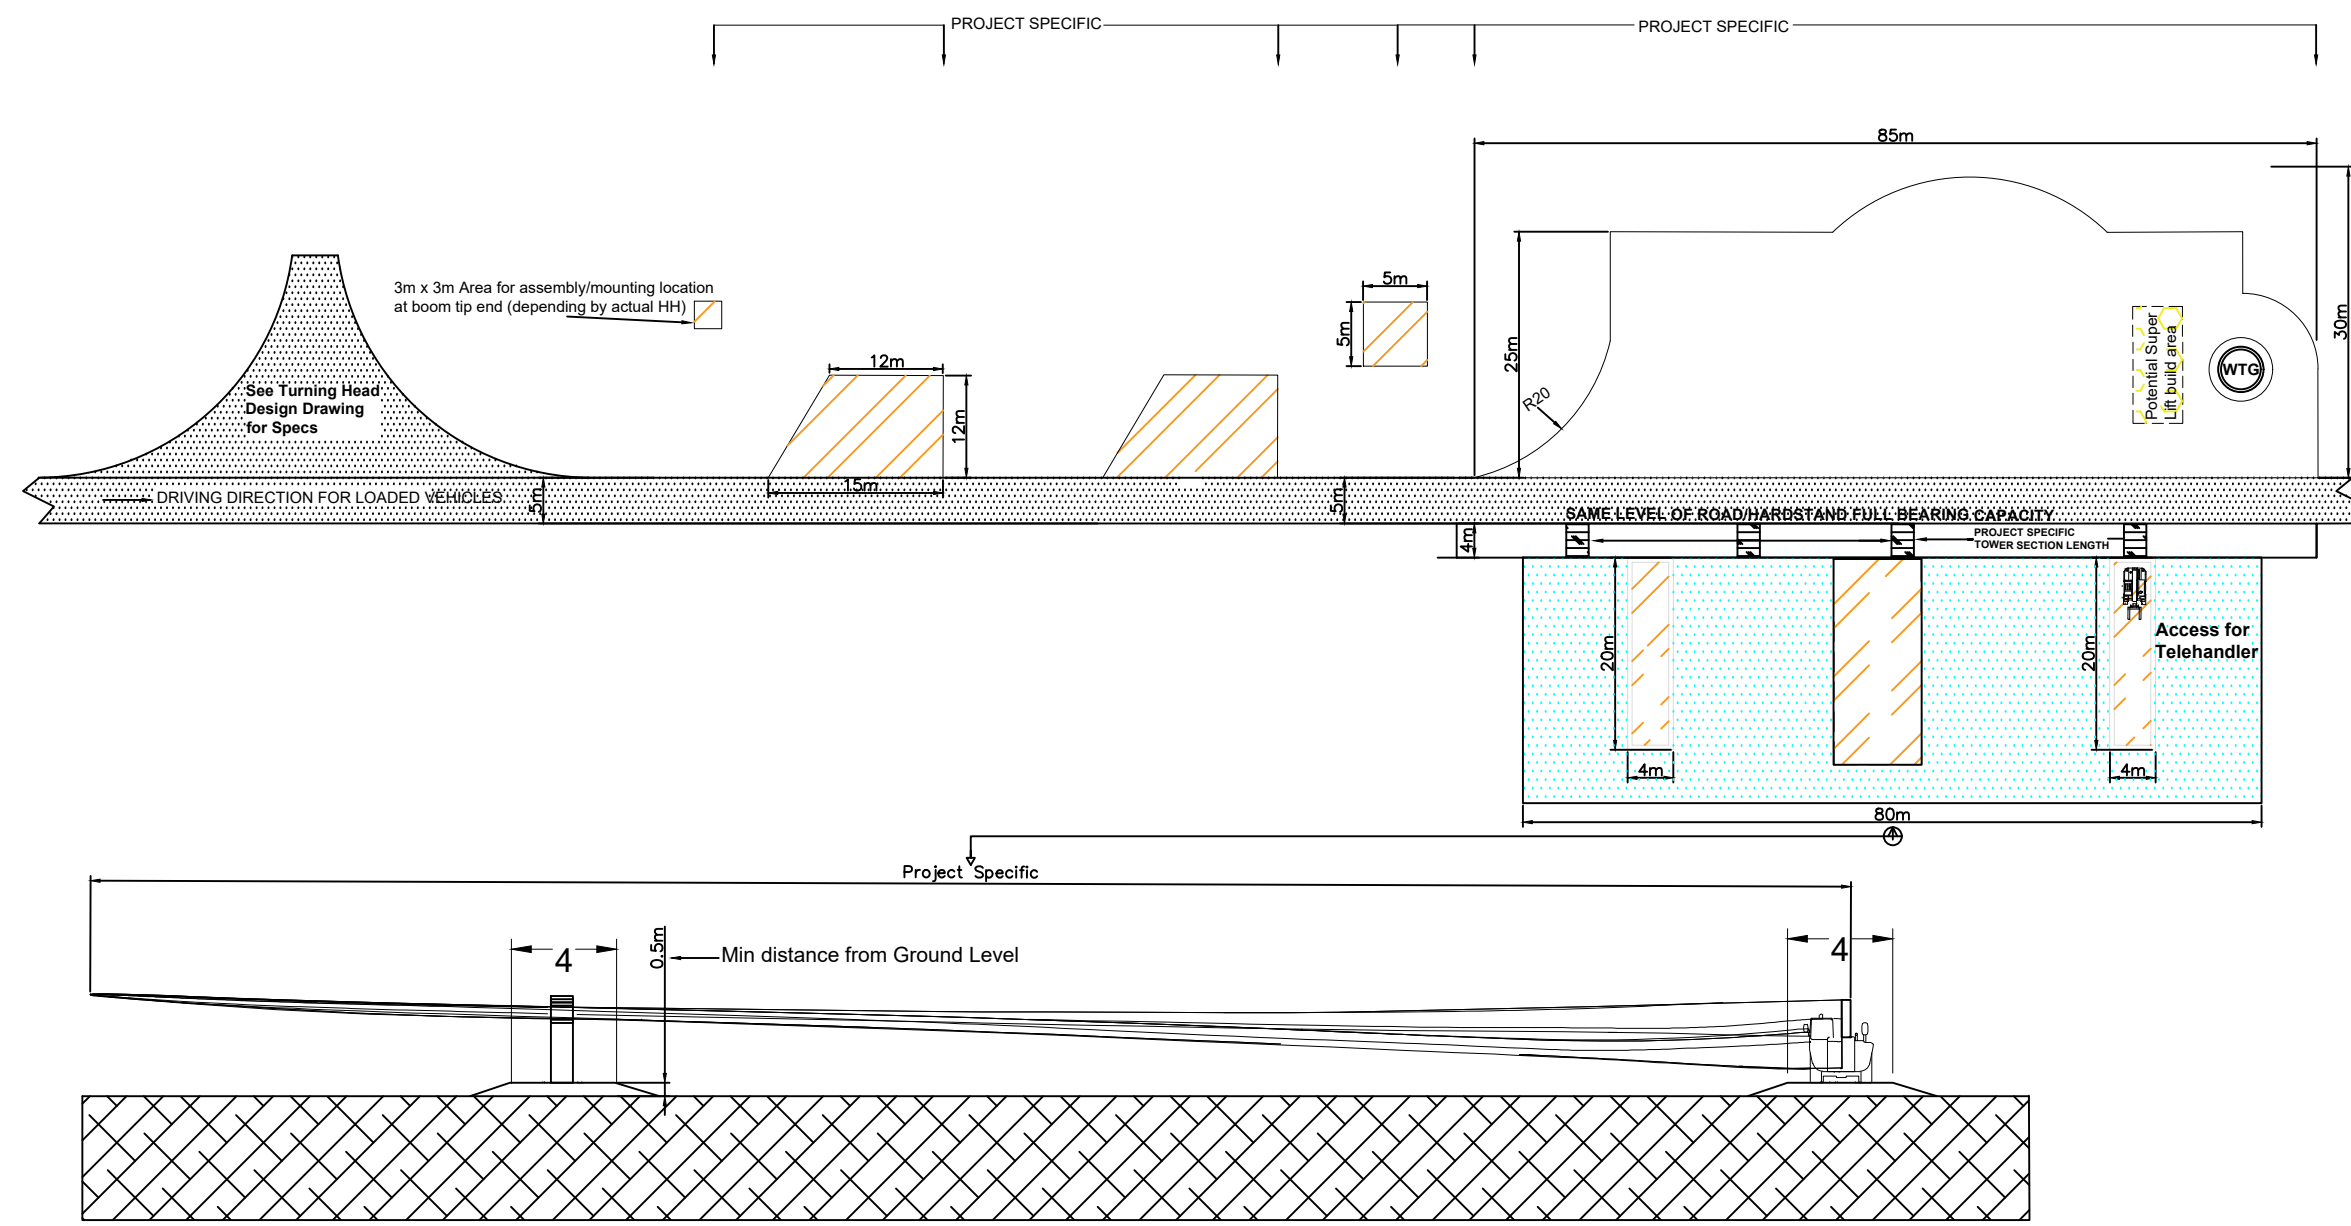 PROJECT SPECIFIC
PROJECT SPECIFIC
85m
30m
3m x 3m Area for assembly/mounting location
at boom tip end (depending by actual HH)
5m
5m
25m
R20
Potential Super
Lift build area
WTG
12m
12m
15m
See Turning Head
Design Drawing
for Specs
DRIVING DIRECTION FOR LOADED VEHICLES
5m
5m
SAME LEVEL OF ROAD/HARDSTAND FULL BEARING CAPACITY
4m
PROJECT SPECIFIC
TOWER SECTION LENGTH
20m
20m
Access for
Telehandler
4m
4m
80m
Project Specific
4
0.5m
Min distance from Ground Level
4